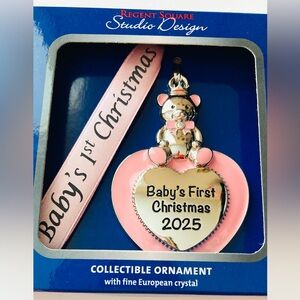 REGENT SQUARE
Studio Design
Baby's 1st Christmas
Baby's First
Christmas
2025
COLLECTIBLE ORNAMENT
with fine European crystal